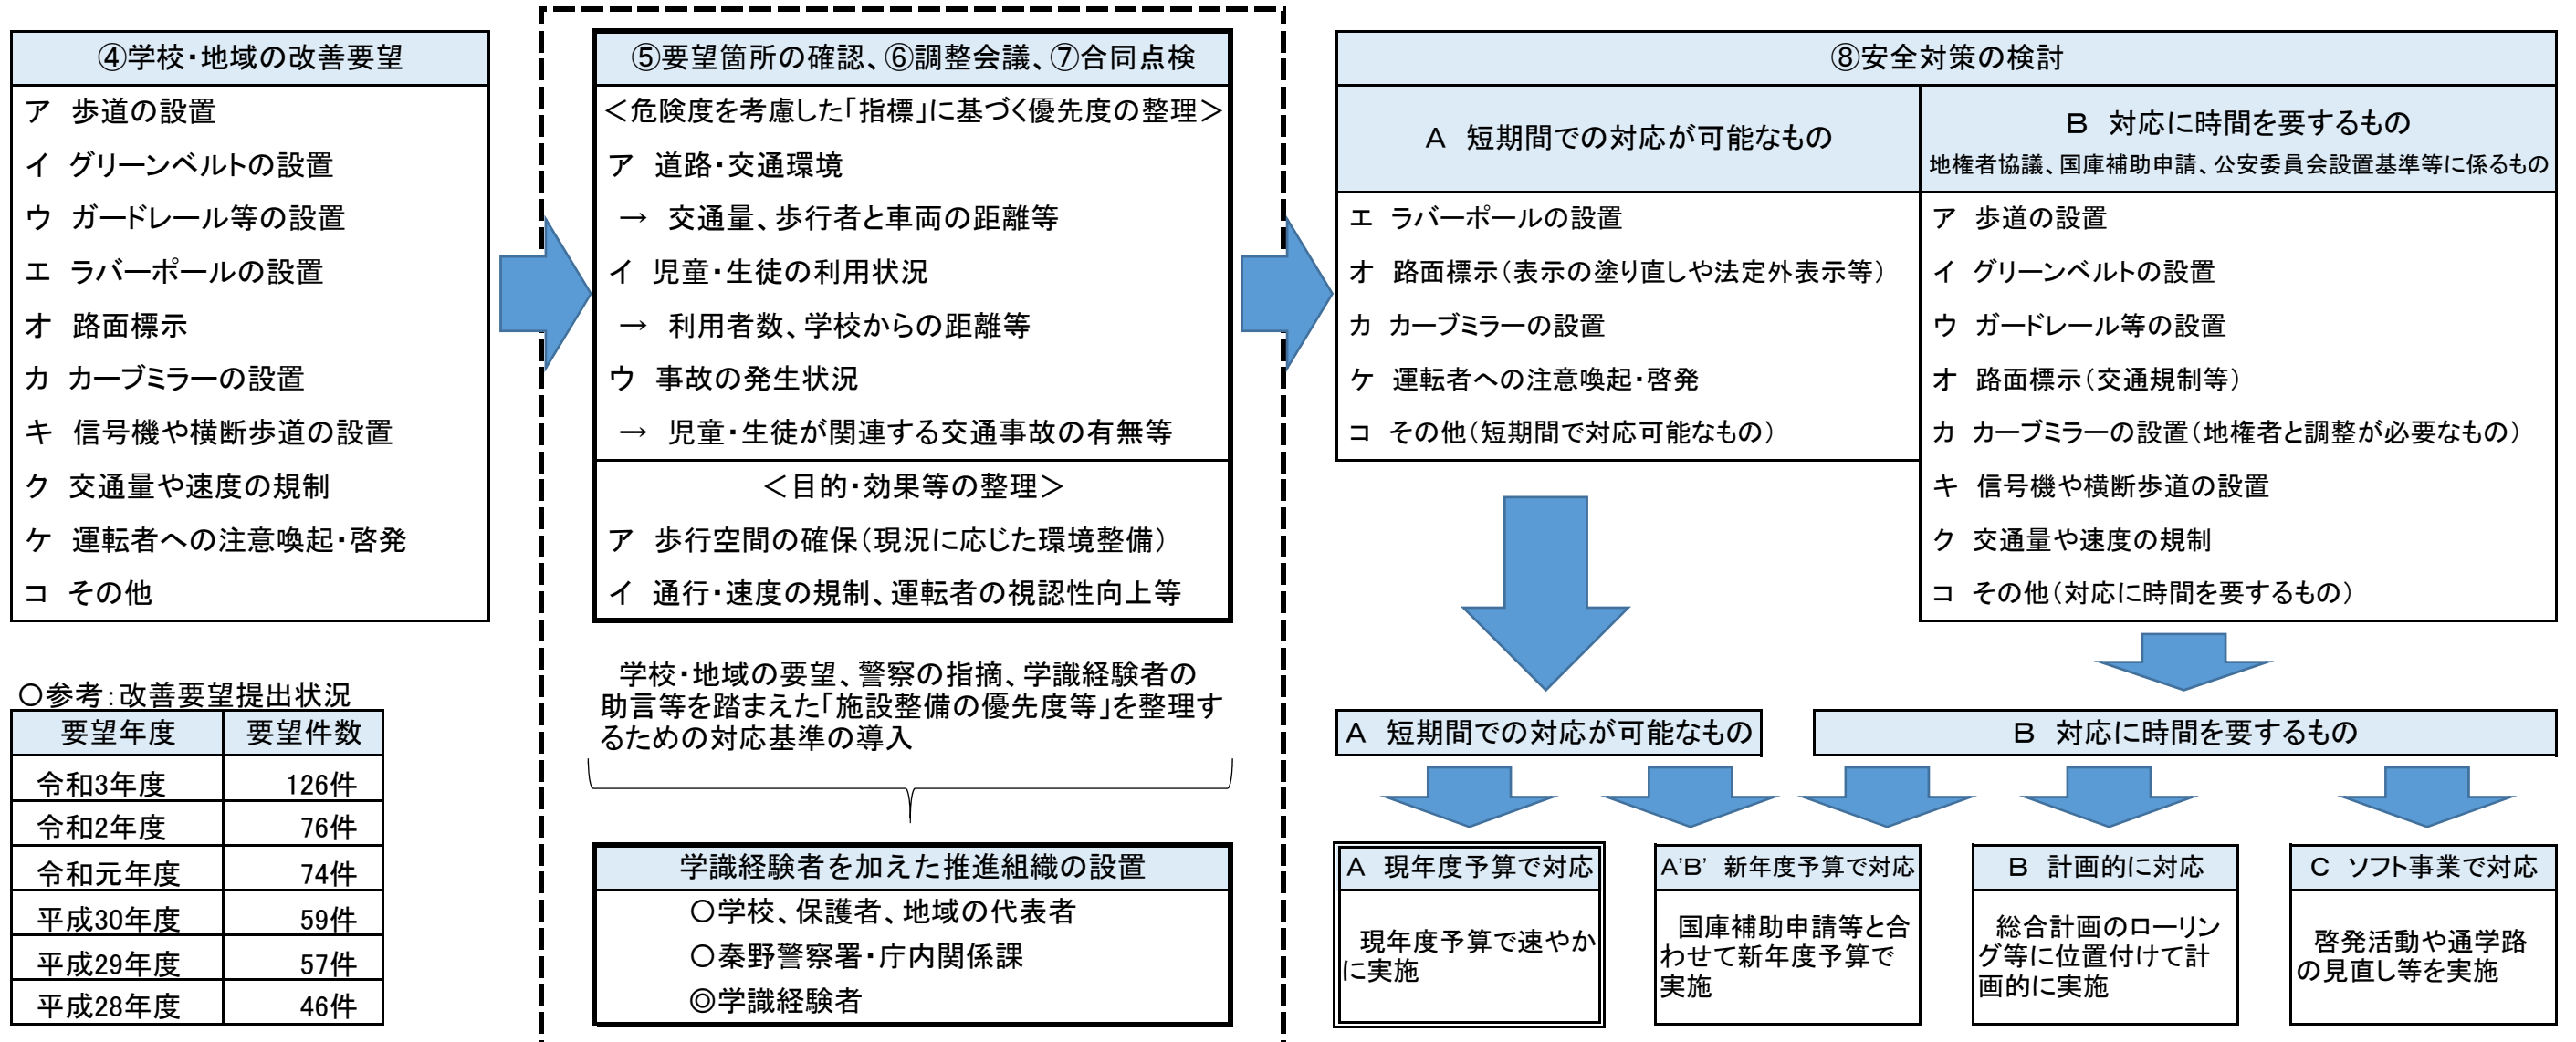 ④学校・地域の改善要望
ア 歩道の設置
イ グリーンベルトの設置
ウ ガードレール等の設置
エ ラバーポールの設置
オ 路面標示
カ カーブミラーの設置
キ 信号機や横断歩道の設置
ク 交通量や速度の規制
ケ 運転者への注意喚起・啓発
コ その他
○参考：改善要望提出状況
要望年度 要望件数
令和3年度 126件
令和2年度 76件
令和元年度 74件
平成30年度 59件
平成29年度 57件
平成28年度 46件
⑤要望箇所の確認、⑥調整会議、⑦合同点検
＜危険度を考慮した「指標」に基づく優先度の整理＞
ア 道路・交通環境
→ 交通量、歩行者と車両の距離等
イ 児童・生徒の利用状況
→ 利用者数、学校からの距離等
ウ 事故の発生状況
→ 児童・生徒が関連する交通事故の有無等
＜目的・効果等の整理＞
ア 歩行空間の確保（現況に応じた環境整備）
イ 通行・速度の規制、運転者の視認性向上等
学校・地域の要望、警察の指摘、学識経験者の
助言等を踏まえた「施設整備の優先度等」を整理す
るための対応基準の導入
学識経験者を加えた推進組織の設置
○学校、保護者、地域の代表者
○秦野警察署・庁内関係課
◎学識経験者
⑧安全対策の検討
A 短期間での対応が可能なもの
エ ラバーポールの設置
オ 路面標示（表示の塗り直しや法定外表示等）
カ カーブミラーの設置
ケ 運転者への注意喚起・啓発
コ その他（短期間で対応可能なもの）
B 対応に時間を要するもの
地権者協議、国庫補助申請、公安委員会設置基準等に係るもの
ア 歩道の設置
イ グリーンベルトの設置
ウ ガードレール等の設置
オ 路面標示（交通規制等）
カ カーブミラーの設置（地権者と調整が必要なもの）
キ 信号機や横断歩道の設置
ク 交通量や速度の規制
コ その他（対応に時間を要するもの）
A 短期間での対応が可能なもの
B 対応に時間を要するもの
A 現年度予算で対応
現年度予算で速やか
に実施
A'B' 新年度予算で対応
国庫補助申請等と合
わせて新年度予算で
実施
B 計画的に対応
総合計画のローリン
グ等に位置付けて計
画的に実施
C ソフト事業で対応
啓発活動や通学路
の見直し等を実施